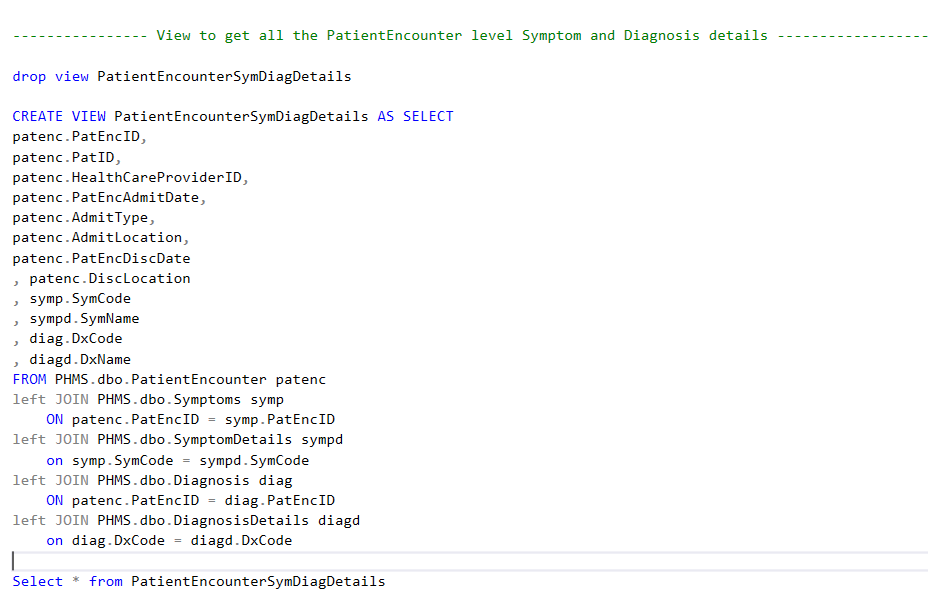 ---------------- View to get all the PatientEncounter level Symptom and Diagnosis details ------------------
drop view PatientEncounterSymDiagDetails
CREATE VIEW PatientEncounterSymDiagDetails AS SELECT
patenc.PatEncID,
patenc.PatID,
patenc.HealthCareProviderID,
patenc.PatEncAdmitDate,
patenc.AdmitType,
patenc.AdmitLocation,
patenc.PatEncDiscDate
, patenc.DiscLocation
, symp.SymCode
, sympd.SymName
, diag.DxCode
, diagd.DxName
FROM PHMS.dbo.PatientEncounter patenc
left JOIN PHMS.dbo.Symptoms symp
    ON patenc.PatEncID = symp.PatEncID
left JOIN PHMS.dbo.SymptomDetails sympd
    on symp.SymCode = sympd.SymCode
left JOIN PHMS.dbo.Diagnosis diag
    ON patenc.PatEncID = diag.PatEncID
left JOIN PHMS.dbo.DiagnosisDetails diagd
    on diag.DxCode = diagd.DxCode
Select * from PatientEncounterSymDiagDetails